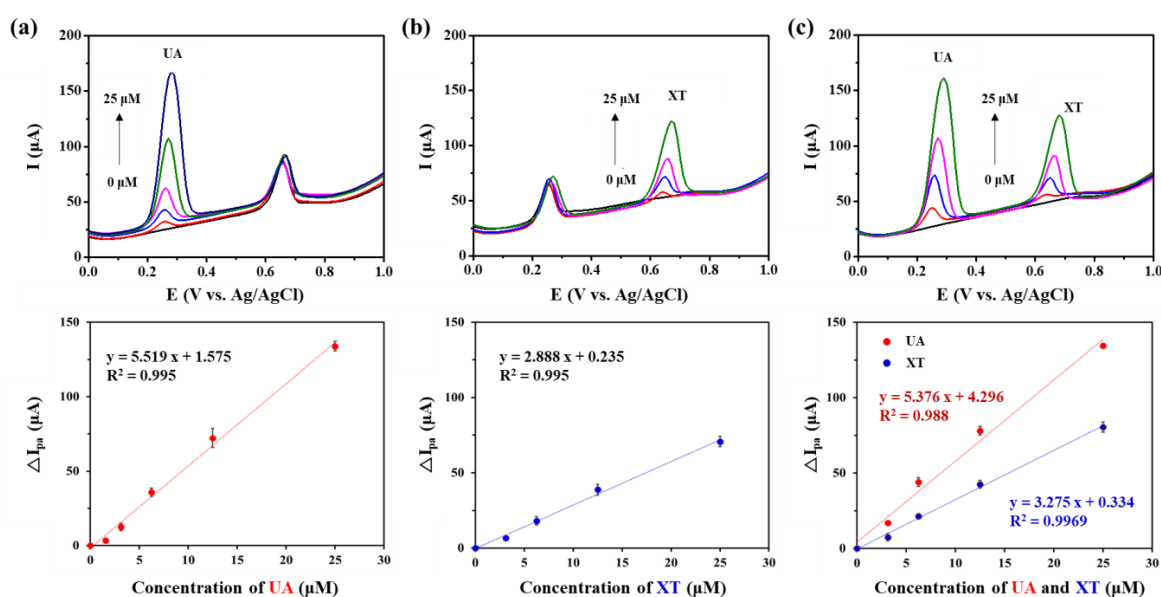 (a)
200
150
100
50
0
I (μA)
UA
25 μM
0 μM
0.0 0.2 0.4 0.6 0.8 1.0
E (V vs. Ag/AgCl)
(b)
200
150
100
50
0
I (μA)
25 μM
XT
0 μM
0.0 0.2 0.4 0.6 0.8 1.0
E (V vs. Ag/AgCl)
(c)
200
150
100
50
0
I (μA)
UA
25 μM
XT
0 μM
0.0 0.2 0.4 0.6 0.8 1.0
E (V vs. Ag/AgCl)
150
100
50
0
△Ipa (μA)
y = 5.519 x + 1.575
R² = 0.995
0 5 10 15 20 25 30
Concentration of UA (μM)
150
100
50
0
△Ipa (μA)
y = 2.888 x + 0.235
R² = 0.995
0 5 10 15 20 25 30
Concentration of XT (μM)
150
100
50
0
△Ipa (μA)
UA
XT
y = 5.376 x + 4.296
R² = 0.988
y = 3.275 x + 0.334
R² = 0.9969
0 5 10 15 20 25 30
Concentration of UA and XT (μM)